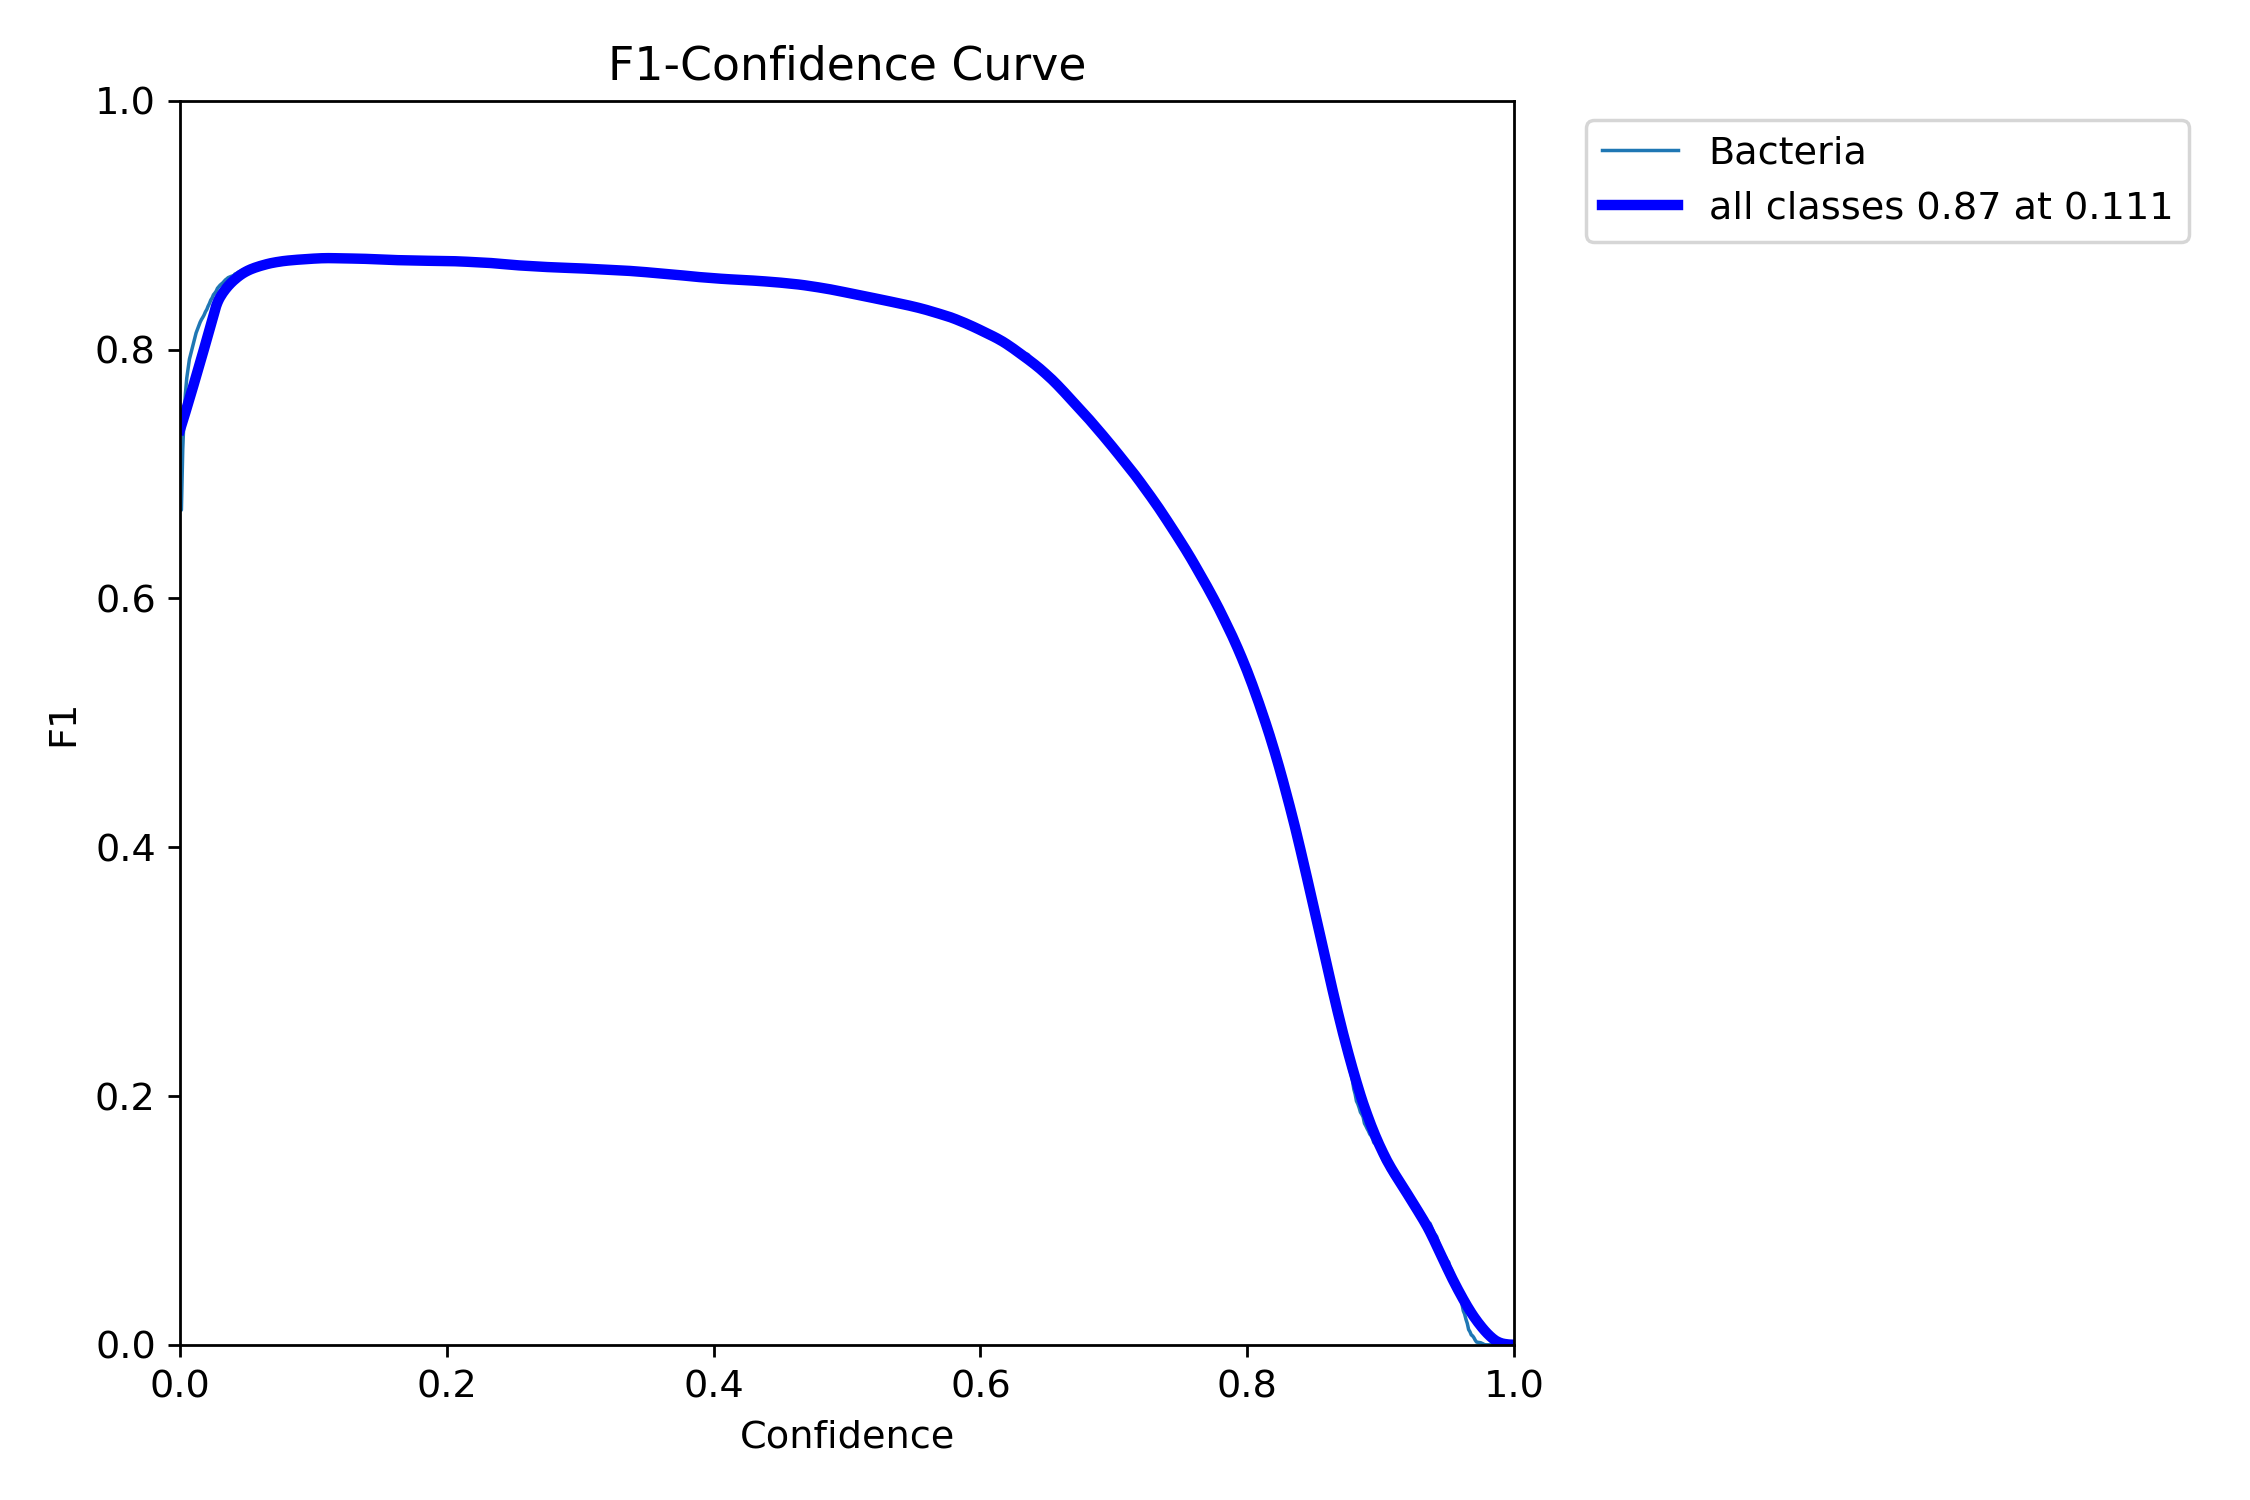 F1-Confidence Curve
Bacteria
all classes 0.87 at 0.111
F1
1.0
0.8
0.6
0.4
0.2
0.0
0.0 0.2 0.4 0.6 0.8 1.0
Confidence